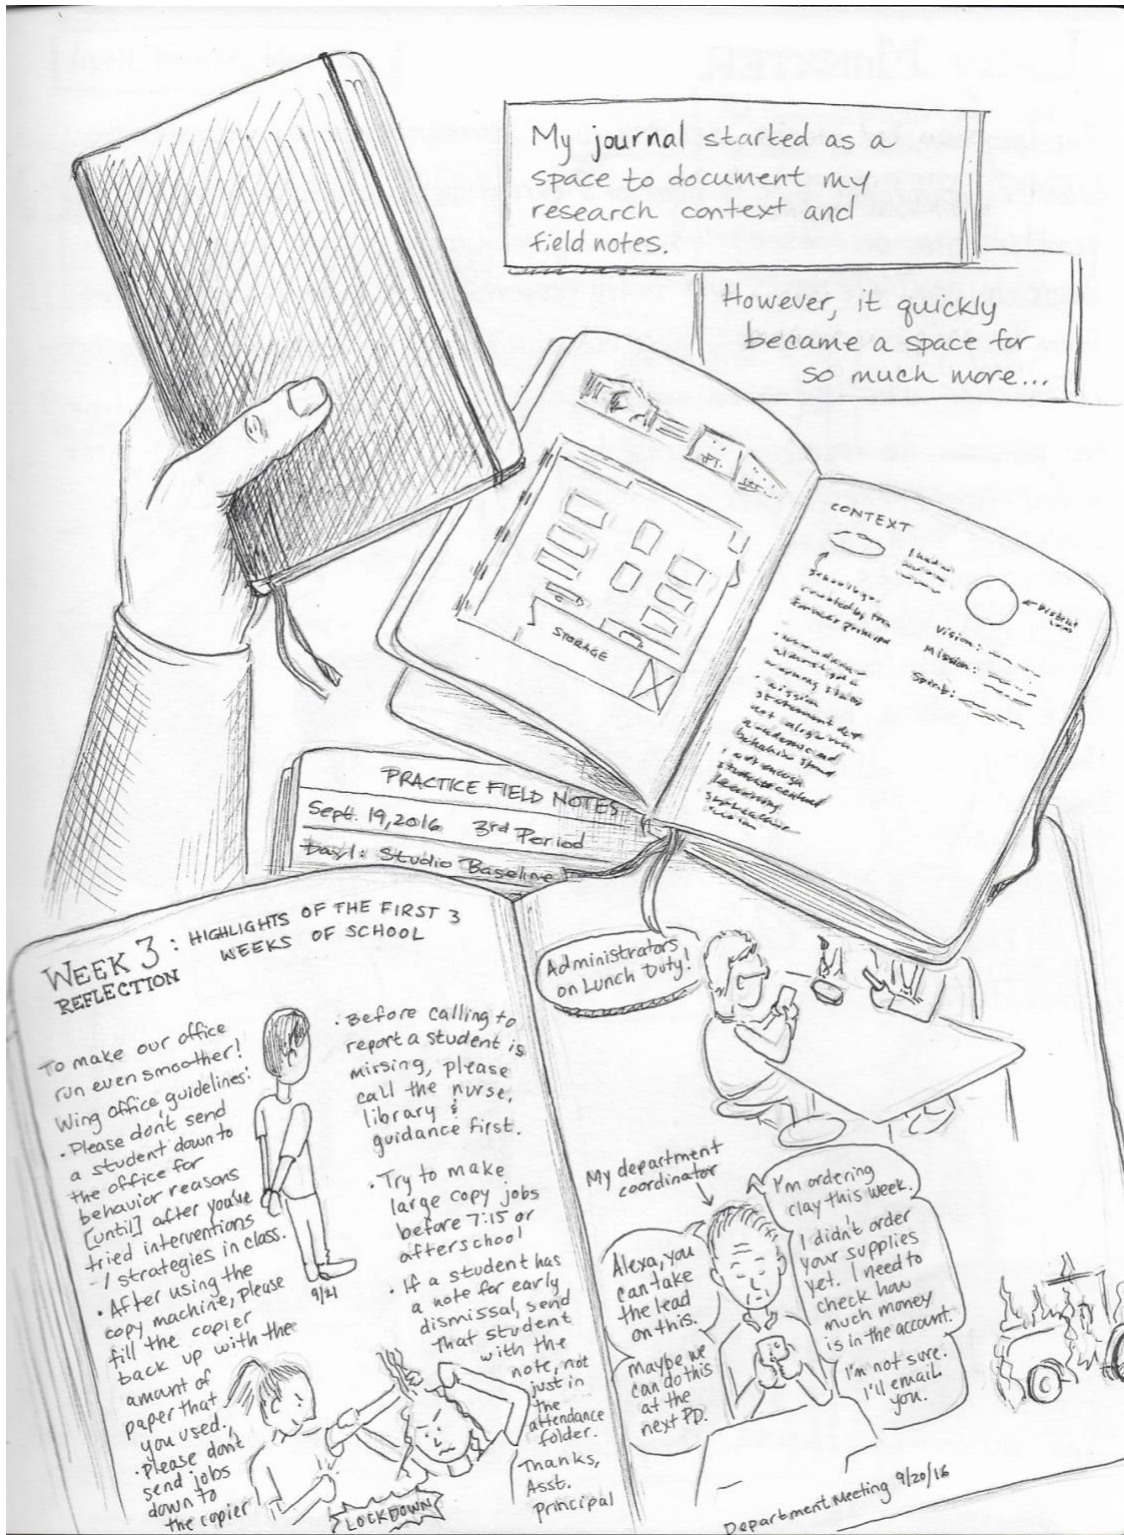 My journal started as a
space to document my
research context and
field notes.
However, it quickly
became a space for
so much more...
STORAGE
CONTEXT
former principal
Vision:
Mission:
Spirit:
PRACTICE FIELD NOTES
Sept. 19, 2016 3rd Period
Day 1: Studio Baseline
WEEK 3: HIGHLIGHTS OF THE FIRST 3
WEEKS OF SCHOOL
REFLECTION
To make our office
run even smoother!
Wing office guidelines:
• Please don't send
a student down to
the office for
behavior reasons
[until] after you've
tried interventions
/ strategies in class.
• After using the
copy machine, please
fill the copier
back up with the
amount of
paper that
you used.
• Please don't
send jobs
down to
the copier
9/21
• Before calling to
report a student is
missing, please
call the nurse,
library &
guidance first.
• Try to make
large copy jobs
before 7:15 or
afterschool
• If a student has
a note for early
dismissal, send
that student
with the
note, not
just in
the
attendance
folder.
Thanks,
Asst.
Principal
LOCKDOWN
Administrators
on Lunch Duty!
My department
coordinator
Alexa, you
can take
the lead
on this.
Maybe we
can do this
at the
next PD.
I'm ordering
clay this week.
I didn't order
your supplies
yet. I need to
check how
much money
is in the account.
I'm not sure.
I'll email
you.
Department Meeting 9/20/16